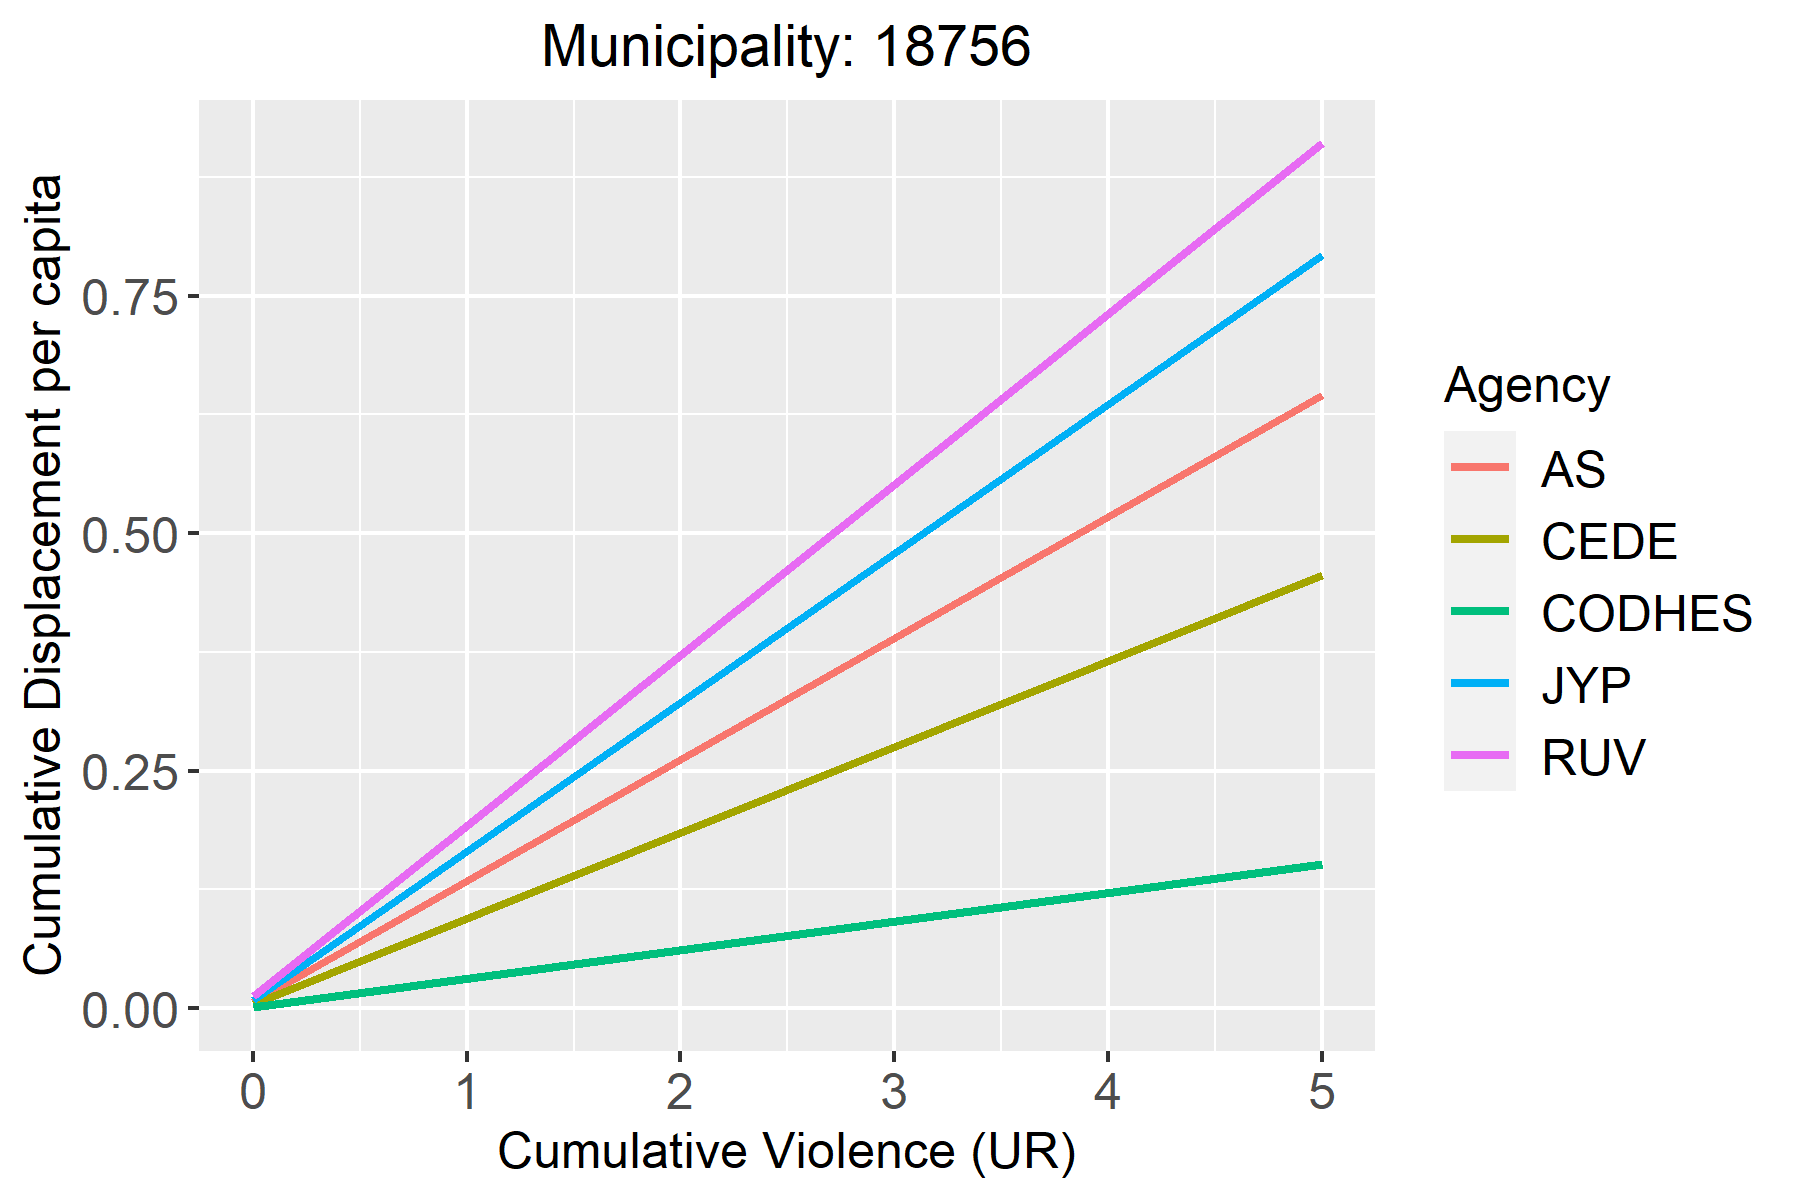 Municipality: 18756
Cumulative Displacement per capita
0.75
0.50
0.25
0.00
0 1 2 3 4 5
Cumulative Violence (UR)
Agency
AS
CEDE
CODHES
JYP
RUV